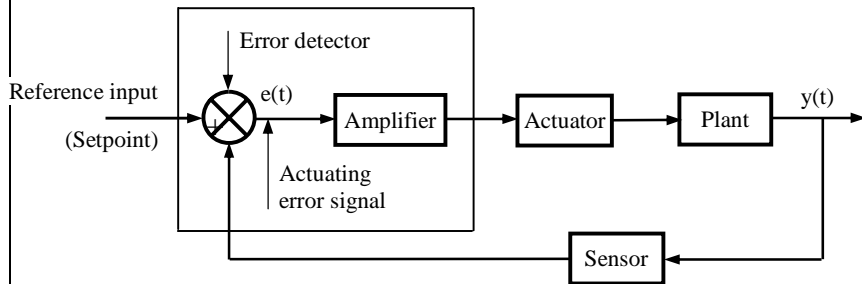 Error detector
Reference input
e(t)
y(t)
+
Amplifier
Actuator
Plant
(Setpoint)
Actuating
error signal
Sensor